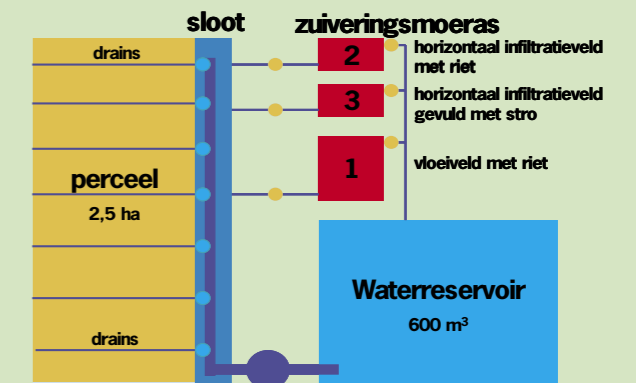 sloot
zuiveringsmoeras
drains
2
horizontaal infiltratieveld
met riet
3
horizontaal infiltratieveld
gevuld met stro
perceel
2,5 ha
1
vloeiveld met riet
Waterreservoir
600 m³
drains